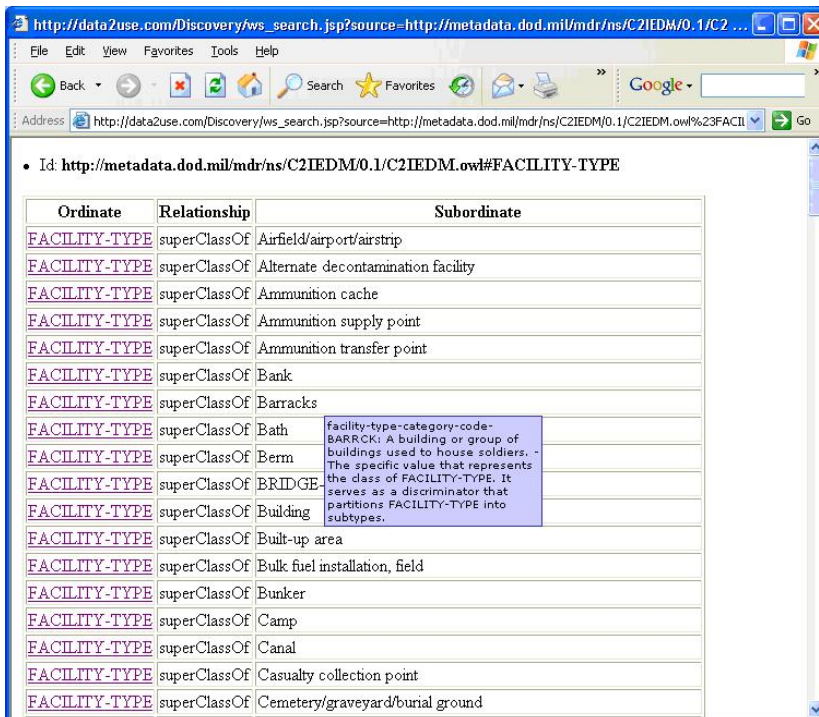 http://data2use.com/Discovery/ws_search.jsp?source=http://metadata.dod.mil/mdr/ns/C2IEDM/0.1/C2 ...
File Edit View Favorites Tools Help
Back Search Favorites » Google
Address http://data2use.com/Discovery/ws_search.jsp?source=http://metadata.dod.mil/mdr/ns/C2IEDM/0.1/C2IEDM.owl%23FACIL Go
• Id: http://metadata.dod.mil/mdr/ns/C2IEDM/0.1/C2IEDM.owl#FACILITY-TYPE
Ordinate Relationship Subordinate
FACILITY-TYPE superClassOf Airfield/airport/airstrip
FACILITY-TYPE superClassOf Alternate decontamination facility
FACILITY-TYPE superClassOf Ammunition cache
FACILITY-TYPE superClassOf Ammunition supply point
FACILITY-TYPE superClassOf Ammunition transfer point
FACILITY-TYPE superClassOf Bank
FACILITY-TYPE superClassOf Barracks
FACILITY-TYPE superClassOf Bath
FACILITY-TYPE superClassOf Berm
FACILITY-TYPE superClassOf BRIDGE-
FACILITY-TYPE superClassOf Building
facility-type-category-code-
BARRCK: A building or group of
buildings used to house soldiers. -
The specific value that represents
the class of FACILITY-TYPE. It
serves as a discriminator that
partitions FACILITY-TYPE into
subtypes.
FACILITY-TYPE superClassOf Built-up area
FACILITY-TYPE superClassOf Bulk fuel installation, field
FACILITY-TYPE superClassOf Bunker
FACILITY-TYPE superClassOf Camp
FACILITY-TYPE superClassOf Canal
FACILITY-TYPE superClassOf Casualty collection point
FACILITY-TYPE superClassOf Cemetery/graveyard/burial ground